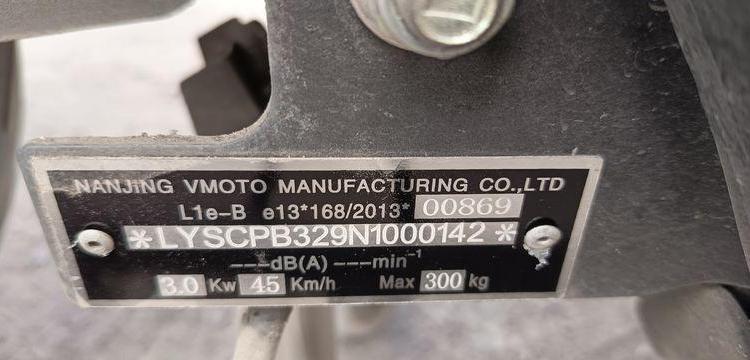 NANJING VMOTO MANUFACTURING CO.,LTD
L1e-B e13*168/2013* 00869
*LYSCPB329N1000142*
---dB(A) ---min⁻¹
3.0 Kw 45 Km/h Max 300 kg